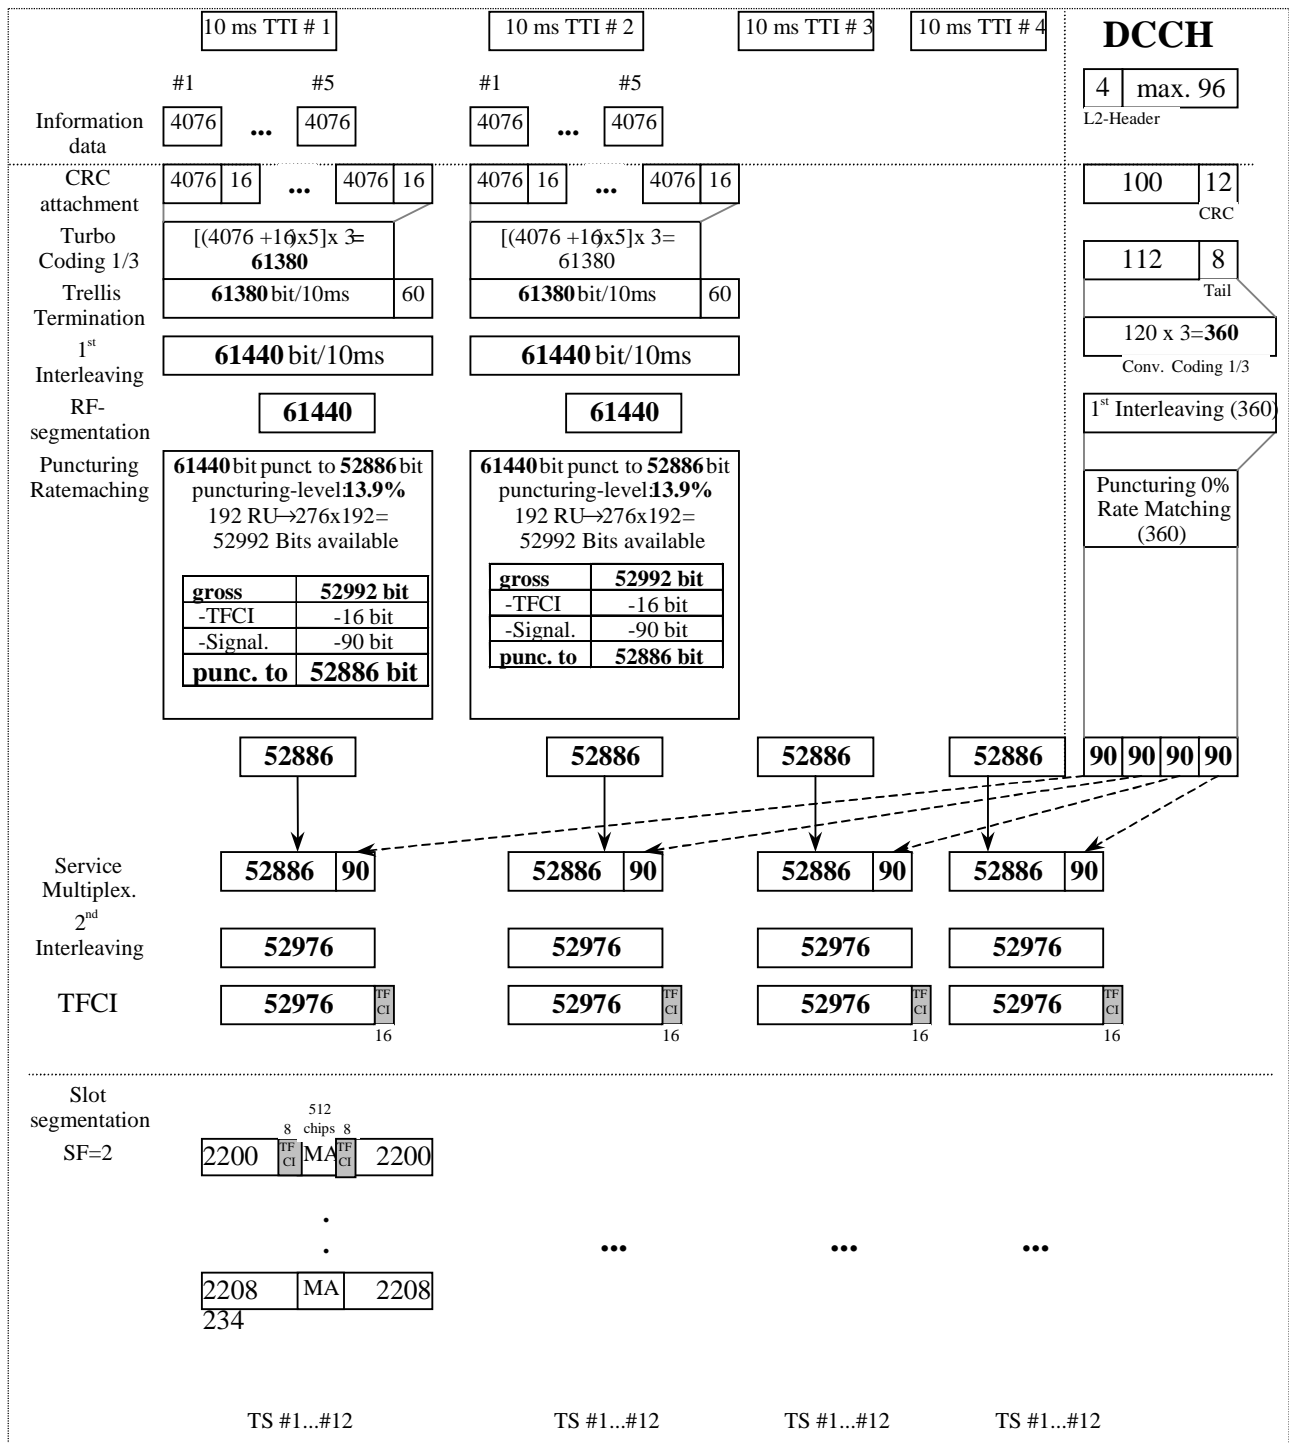 10 ms TTI # 1
10 ms TTI # 2
10 ms TTI # 3
10 ms TTI # 4
DCCH
#1 #5 #1 #5
4 max. 96
L2-Header
Information
data
4076 ... 4076
4076 ... 4076
CRC
attachment
4076 16 ... 4076 16
4076 16 ... 4076 16
100 12
CRC
Turbo
Coding 1/3
[(4076 +16)x5]x 3=
61380
[(4076 +16)x5]x 3=
61380
112 8
Tail
Trellis
Termination
61380 bit/10ms 60
61380 bit/10ms 60
120 x 3=360
Conv. Coding 1/3
1st
Interleaving
61440 bit/10ms
61440 bit/10ms
RF-
segmentation
61440
61440
1st Interleaving (360)
Puncturing
Ratemaching
61440 bit punct. to 52886 bit
puncturing-level:13.9%
192 RU→276x192=
52992 Bits available
gross 52992 bit
-TFCI -16 bit
-Signal. -90 bit
punc. to 52886 bit
61440 bit punct. to 52886 bit
puncturing-level:13.9%
192 RU→276x192=
52992 Bits available
gross 52992 bit
-TFCI -16 bit
-Signal. -90 bit
punc. to 52886 bit
Puncturing 0%
Rate Matching
(360)
52886 52886 52886 52886 90 90 90 90
Service
Multiplex.
52886 90 52886 90 52886 90 52886 90
2nd
Interleaving
52976 52976 52976 52976
TFCI
52976 TF CI 52976 TF CI 52976 TF CI 52976 TF CI
16 16 16 16
Slot
segmentation
SF=2
512
chips
8 8
2200 TF CI MA TF CI 2200
.
.
... ... ...
2208 MA 2208
234
TS #1...#12 TS #1...#12 TS #1...#12 TS #1...#12